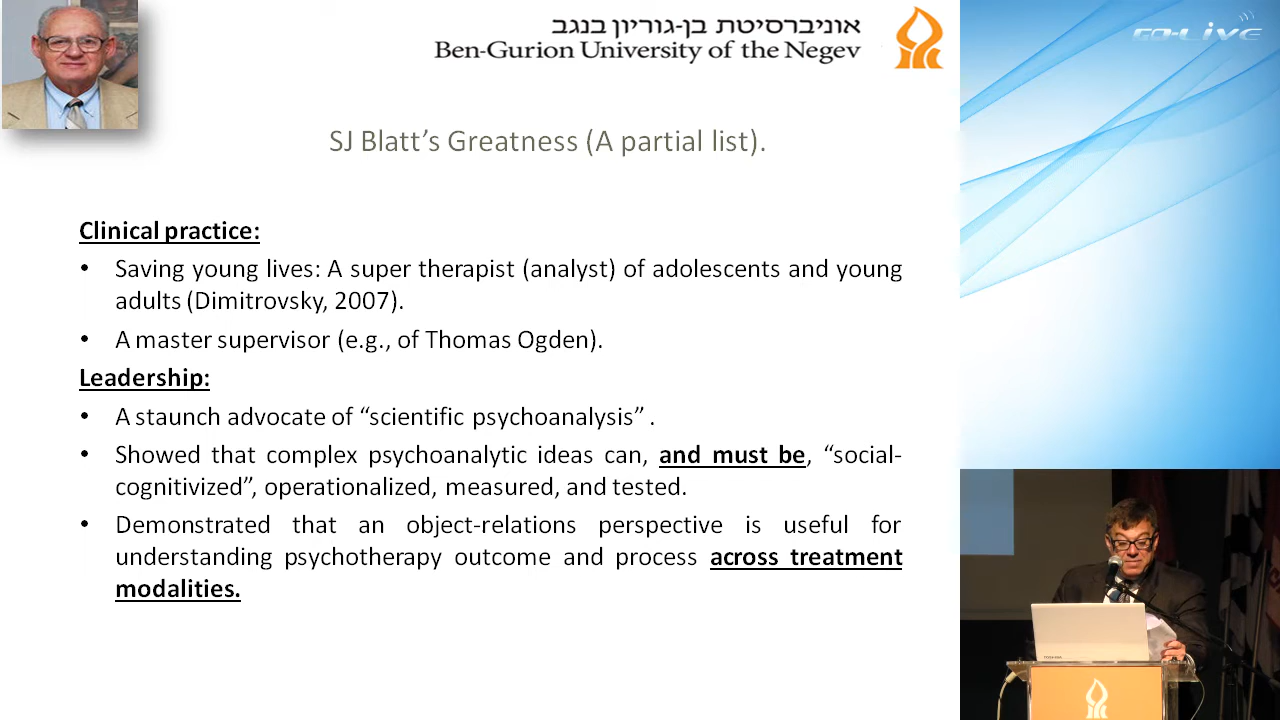 אוניברסיטת בן-גוריון בנגב
Ben-Gurion University of the Negev
GO-LIVE
SJ Blatt’s Greatness (A partial list).
Clinical practice:
• Saving young lives: A super therapist (analyst) of adolescents and young
adults (Dimitrovsky, 2007).
• A master supervisor (e.g., of Thomas Ogden).
Leadership:
• A staunch advocate of “scientific psychoanalysis” .
• Showed that complex psychoanalytic ideas can, and must be, “social-
cognitivized”, operationalized, measured, and tested.
• Demonstrated that an object-relations perspective is useful for
understanding psychotherapy outcome and process across treatment
modalities.